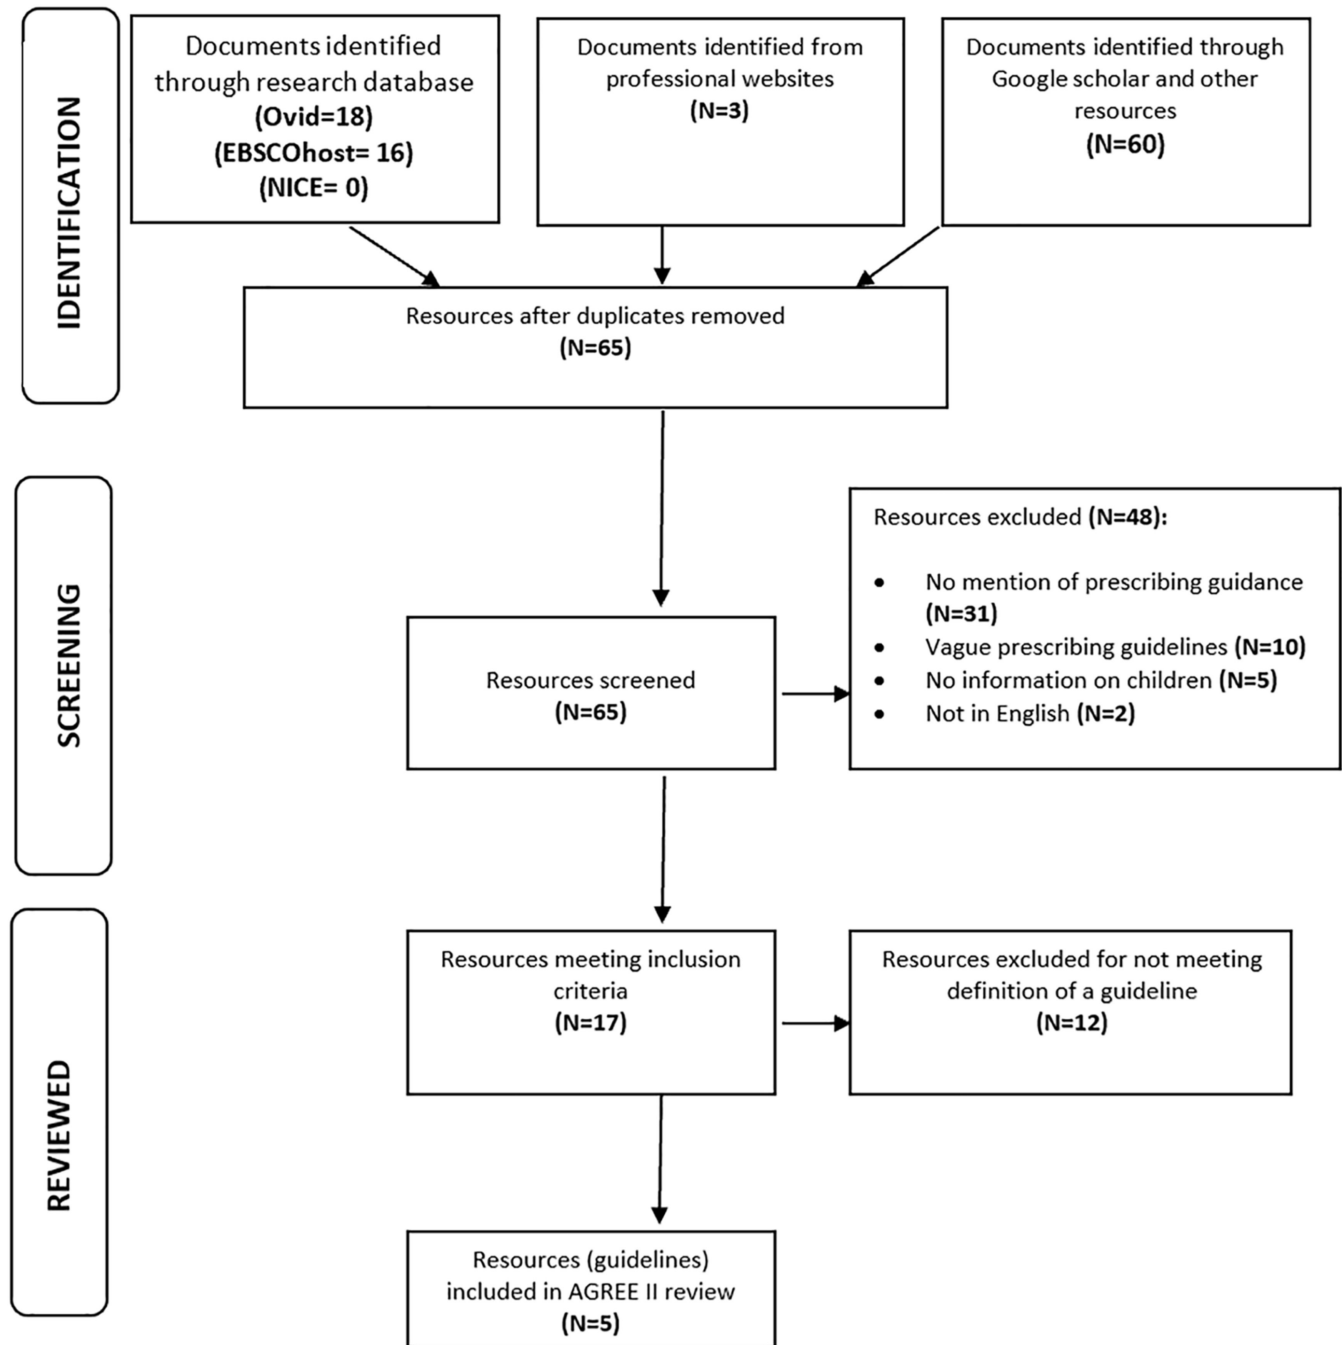 IDENTIFICATION
Documents identified
through research database
(Ovid=18)
(EBSCOhost= 16)
(NICE= 0)
Documents identified from
professional websites
(N=3)
Documents identified through
Google scholar and other
resources
(N=60)
Resources after duplicates removed
(N=65)
SCREENING
Resources screened
(N=65)
Resources excluded (N=48):
• No mention of prescribing guidance
(N=31)
• Vague prescribing guidelines (N=10)
• No information on children (N=5)
• Not in English (N=2)
REVIEWED
Resources meeting inclusion
criteria
(N=17)
Resources excluded for not meeting
definition of a guideline
(N=12)
Resources (guidelines)
included in AGREE II review
(N=5)